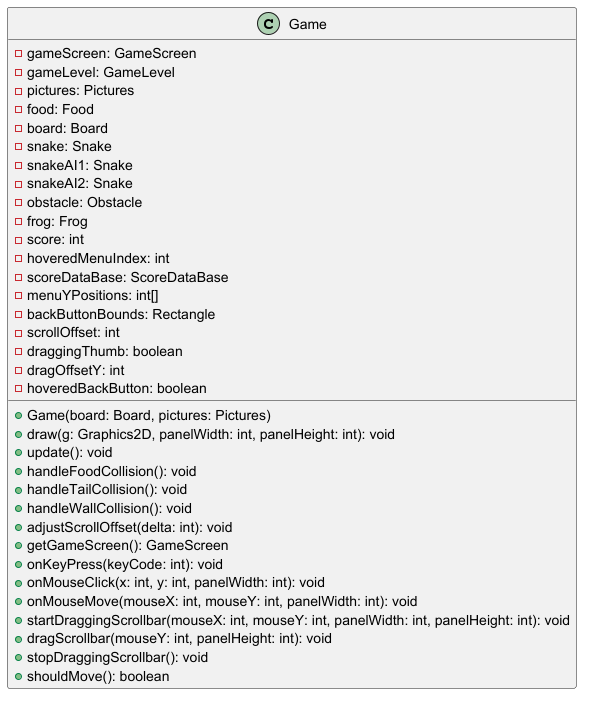 C Game
gameScreen: GameScreen
gameLevel: GameLevel
pictures: Pictures
food: Food
board: Board
snake: Snake
snakeAI1: Snake
snakeAI2: Snake
obstacle: Obstacle
frog: Frog
score: int
hoveredMenuIndex: int
scoreDataBase: ScoreDataBase
menuYPositions: int[]
backButtonBounds: Rectangle
scrollOffset: int
draggingThumb: boolean
dragOffsetY: int
hoveredBackButton: boolean
Game(board: Board, pictures: Pictures)
draw(g: Graphics2D, panelWidth: int, panelHeight: int): void
update(): void
handleFoodCollision(): void
handleTailCollision(): void
handleWallCollision(): void
adjustScrollOffset(delta: int): void
getGameScreen(): GameScreen
onKeyPress(keyCode: int): void
onMouseClick(x: int, y: int, panelWidth: int): void
onMouseMove(mouseX: int, mouseY: int, panelWidth: int): void
startDraggingScrollbar(mouseX: int, mouseY: int, panelWidth: int, panelHeight: int): void
dragScrollbar(mouseY: int, panelHeight: int): void
stopDraggingScrollbar(): void
shouldMove(): boolean